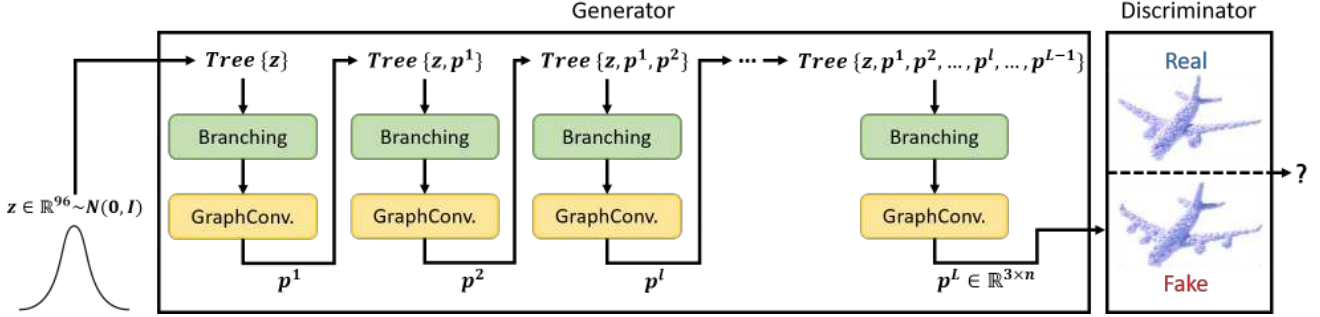 Generator
Discriminator
Tree {z}
Tree {z, p¹}
Tree {z, p¹, p²}
···
Tree {z, p¹, p², …, pˡ, …, pᴸ⁻¹}
Real
Branching
Branching
Branching
Branching
?
z ∈ ℝ⁹⁶~N(0, I)
GraphConv.
GraphConv.
GraphConv.
GraphConv.
p¹
p²
pˡ
pᴸ ∈ ℝ³ˣⁿ
Fake